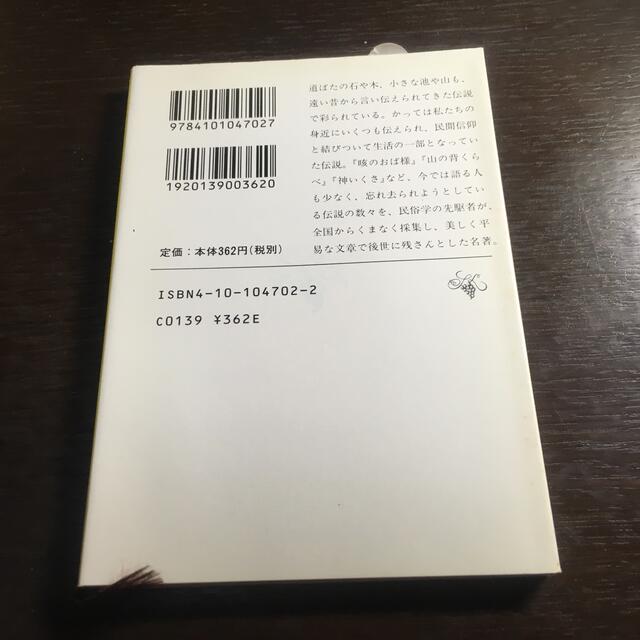 9784101047027
1920139003620
定価：本体362円(税別)
道ばたの石や木、小さな池や山も、
遠い昔から言い伝えられてきた伝説
で彩られている。かっては私たちの
身近にいくつも伝えられ、民間信仰
と結びついて生活の一部となってい
た伝説。『咳のおば様』『山の背くら
べ』『神いくさ』など、今では語る人
も少なく、忘れ去られようとしてい
る伝説の数々を、民俗学の先駆者が、
全国からくまなく採集し、美しく平
易な文章で後世に残さんとした名著。
ISBN4-10-104702-2
C0139 ¥362E